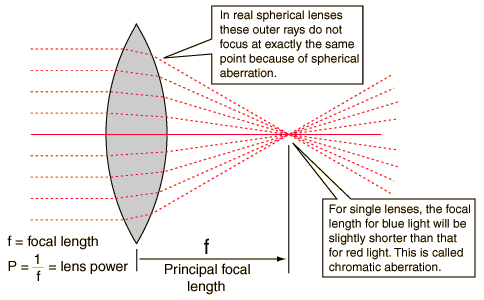 In real spherical lenses
these outer rays do not
focus at exactly the same
point because of spherical
aberration.
For single lenses, the focal
length for blue light will be
slightly shorter than that
for red light. This is called
chromatic aberration.
f = focal length
P = 1/f = lens power
f
Principal focal
length